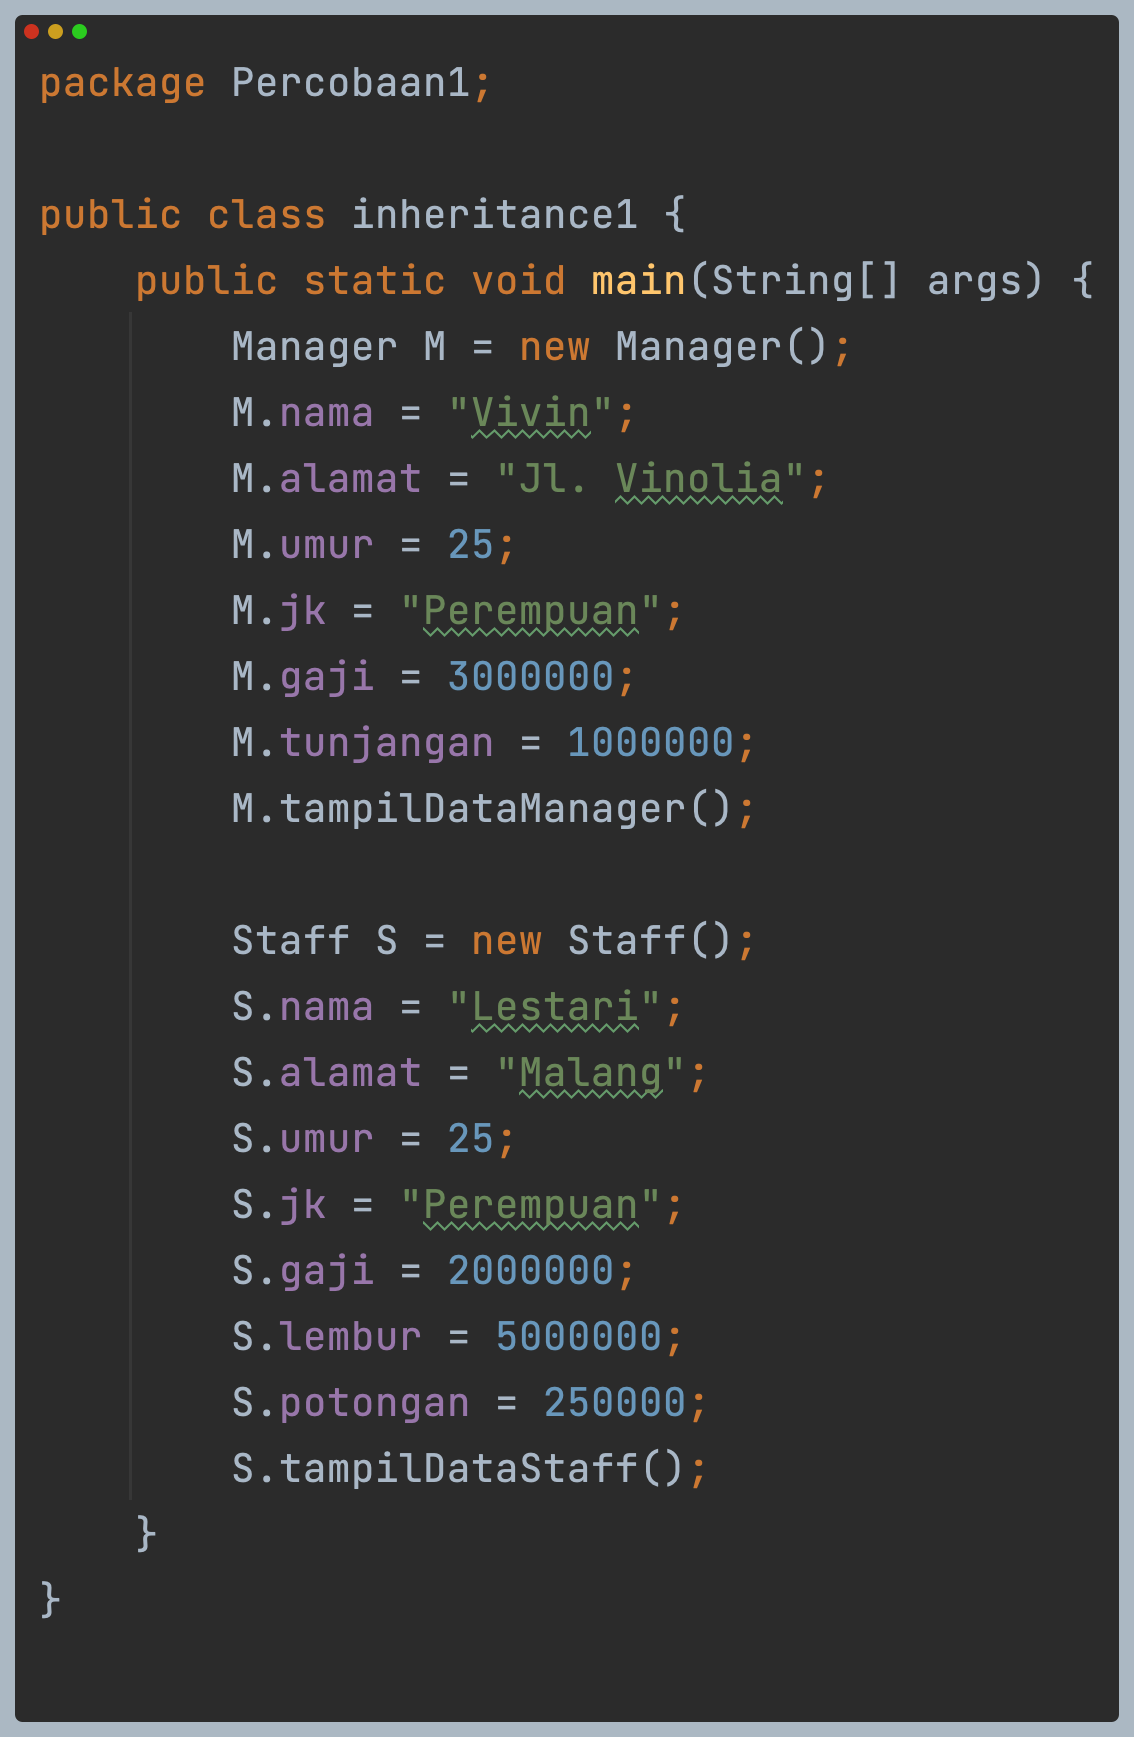 package Percobaan1;
public class inheritance1 {
    public static void main(String[] args) {
        Manager M = new Manager();
        M.nama = "Vivin";
        M.alamat = "Jl. Vinolia";
        M.umur = 25;
        M.jk = "Perempuan";
        M.gaji = 3000000;
        M.tunjangan = 1000000;
        M.tampilDataManager();
        Staff S = new Staff();
        S.nama = "Lestari";
        S.alamat = "Malang";
        S.umur = 25;
        S.jk = "Perempuan";
        S.gaji = 2000000;
        S.lembur = 5000000;
        S.potongan = 250000;
        S.tampilDataStaff();
    }
}